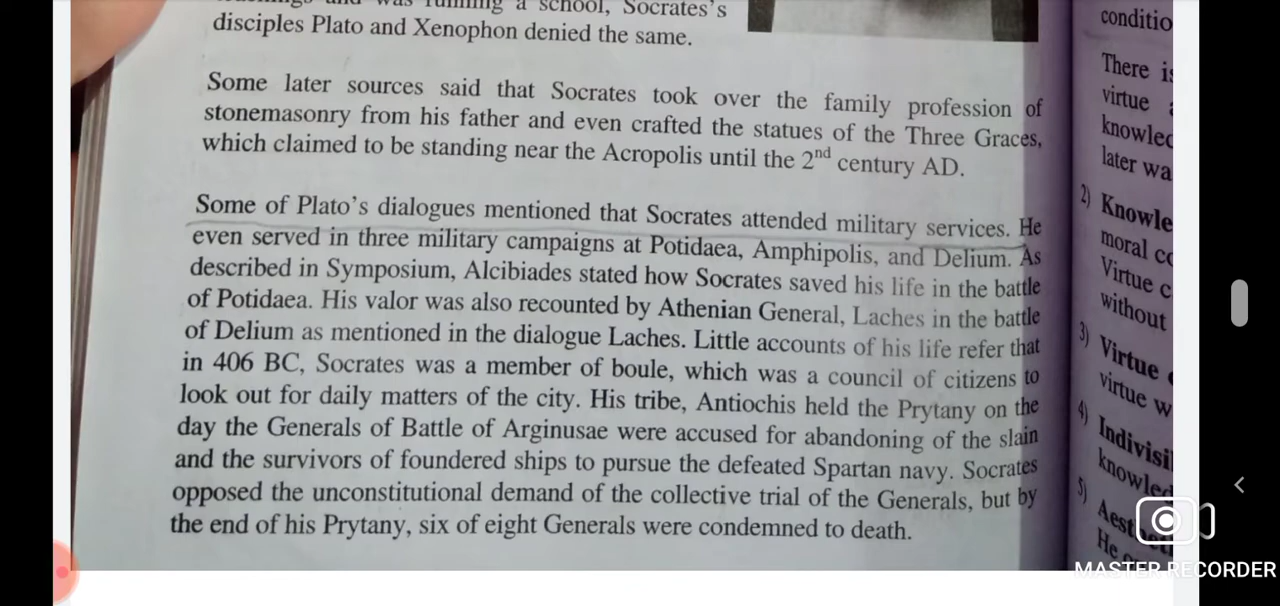 was running a school, Socrates's
disciples Plato and Xenophon denied the same.
Some later sources said that Socrates took over the family profession of
stonemasonry from his father and even crafted the statues of the Three Graces,
which claimed to be standing near the Acropolis until the 2nd century AD.
Some of Plato's dialogues mentioned that Socrates attended military services. He
even served in three military campaigns at Potidaea, Amphipolis, and Delium. As
described in Symposium, Alcibiades stated how Socrates saved his life in the battle
of Potidaea. His valor was also recounted by Athenian General, Laches in the battle
of Delium as mentioned in the dialogue Laches. Little accounts of his life refer that
in 406 BC, Socrates was a member of boule, which was a council of citizens to
look out for daily matters of the city. His tribe, Antiochis held the Prytany on the
day the Generals of Battle of Arginusae were accused for abandoning of the slain
and the survivors of foundered ships to pursue the defeated Spartan navy. Socrates
opposed the unconstitutional demand of the collective trial of the Generals, but by
the end of his Prytany, six of eight Generals were condemned to death.
conditio
There is
virtue
knowled
later wa
2) Knowle
moral co
Virtue c
without
3) Virtue
virtue w
4) Indivisi
knowled
5) Aesth
He
MASTER RECORDER